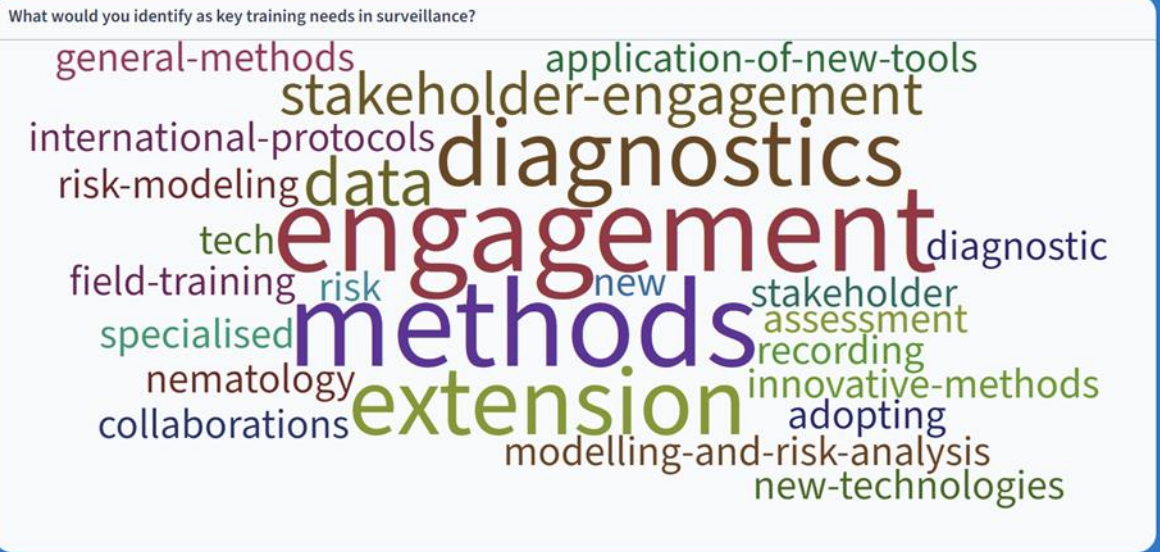 What would you identify as key training needs in surveillance?
general-methods application-of-new-tools
stakeholder-engagement
international-protocols diagnostics
risk-modeling data
tech engagement diagnostic
field-training risk new stakeholder
specialised methods assessment
recording
nematology extension innovative-methods
collaborations adopting
modelling-and-risk-analysis
new-technologies